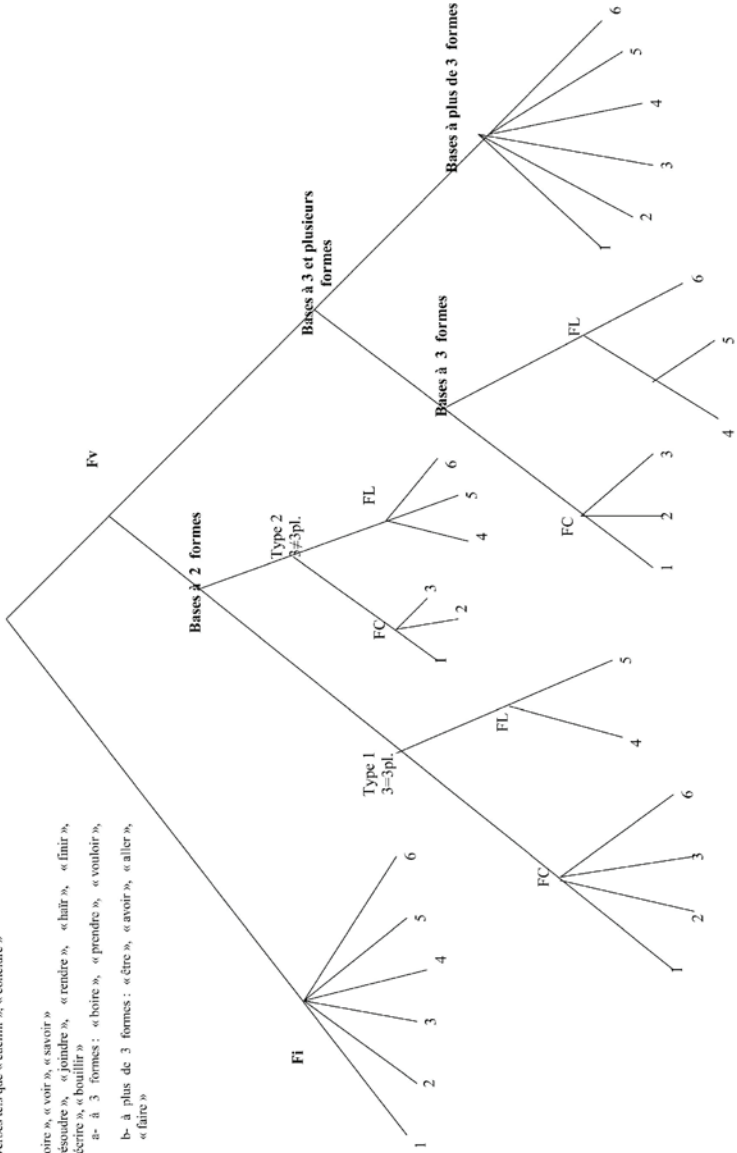 verbes tels que « cueillir », « conclure »
oire », « voir », « savoir »
ésoudre », « joindre », « rendre », « haïr », « finir »,
écrire », « bouillir »
a- à 3 formes : « boire », « prendre », « vouloir »,
b- à plus de 3 formes : « être », « avoir », « aller »,
« faire »
Fv
Fi
1 2 3 4 5 6
Bases à 2 formes
Bases à 3 et plusieurs
formes
Type 1
3=3pl.
FC
1 2 3 6
FL
4 5
Type 2
3≠3pl.
FC
1 2 3
FL
4 5 6
Bases à 3 formes
FC
1 2 3
FL
4 5 6
Bases à plus de 3 formes
1 2 3 4 5 6